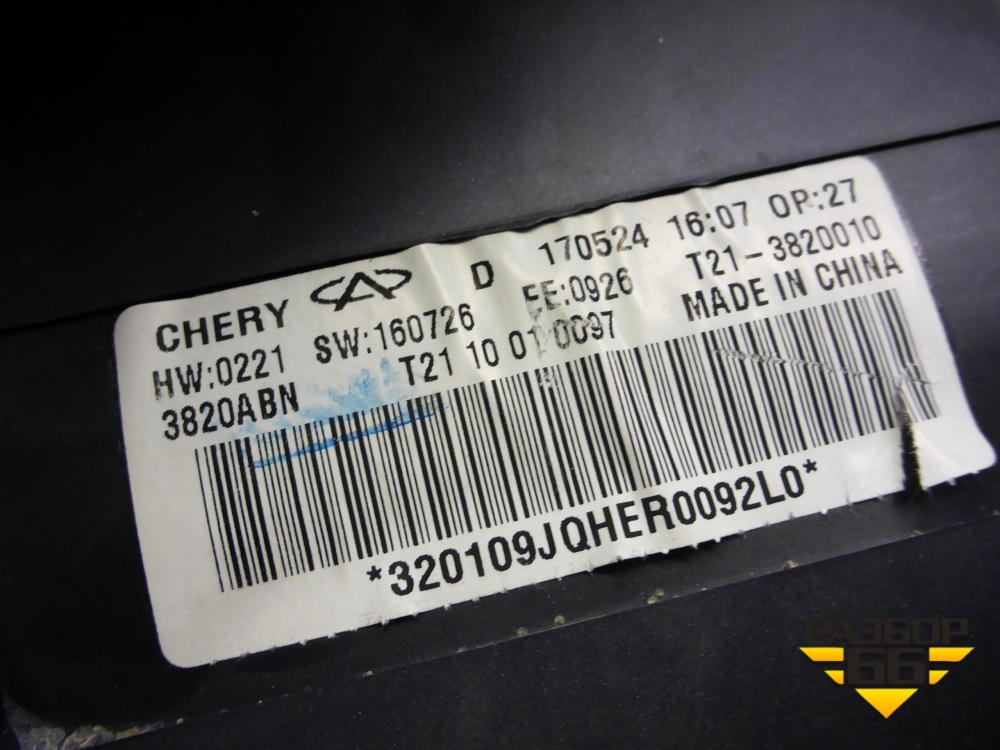 CHERY D 170524 16:07 OP:27
HW:0221 SW:160726 EE:0926 T21-3820010
3820ABN T21 10 01 0097 MADE IN CHINA
*320109JQHER0092L0*
РАЗБОР
66